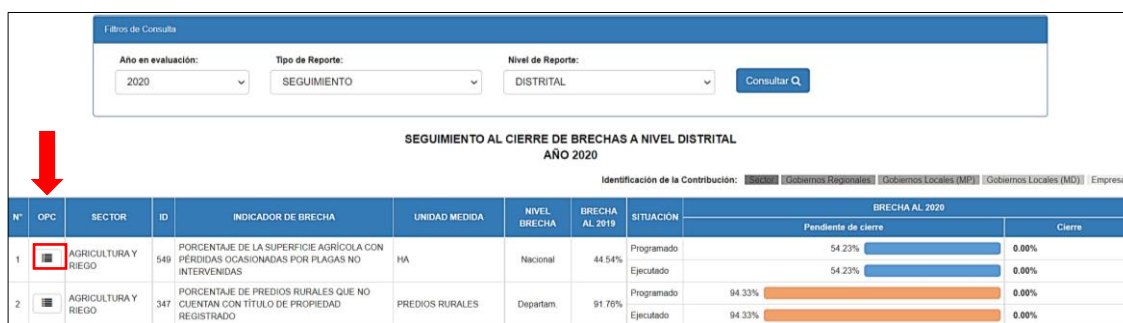 Filtros de Consulta
Año en evaluación: Tipo de Reporte: Nivel de Reporte:
2020 SEGUIMIENTO DISTRITAL Consultar
SEGUIMIENTO AL CIERRE DE BRECHAS A NIVEL DISTRITAL
AÑO 2020
Identificación de la Contribución: Sector Gobiernos Regionales Gobiernos Locales (MP) Gobiernos Locales (MD) Empresa
N° OPC SECTOR ID INDICADOR DE BRECHA UNIDAD MEDIDA NIVEL BRECHA BRECHA AL 2019 SITUACIÓN BRECHA AL 2020
Pendiente de cierre Cierre
1 AGRICULTURA Y RIEGO 549 PORCENTAJE DE LA SUPERFICIE AGRÍCOLA CON PÉRDIDAS OCASIONADAS POR PLAGAS NO INTERVENIDAS HA Nacional 44.54% Programado 54.23% 0.00%
Ejecutado 54.23% 0.00%
2 AGRICULTURA Y RIEGO 347 PORCENTAJE DE PREDIOS RURALES QUE NO CUENTAN CON TÍTULO DE PROPIEDAD REGISTRADO PREDIOS RURALES Departam. 91.76% Programado 94.33% 0.00%
Ejecutado 94.33% 0.00%